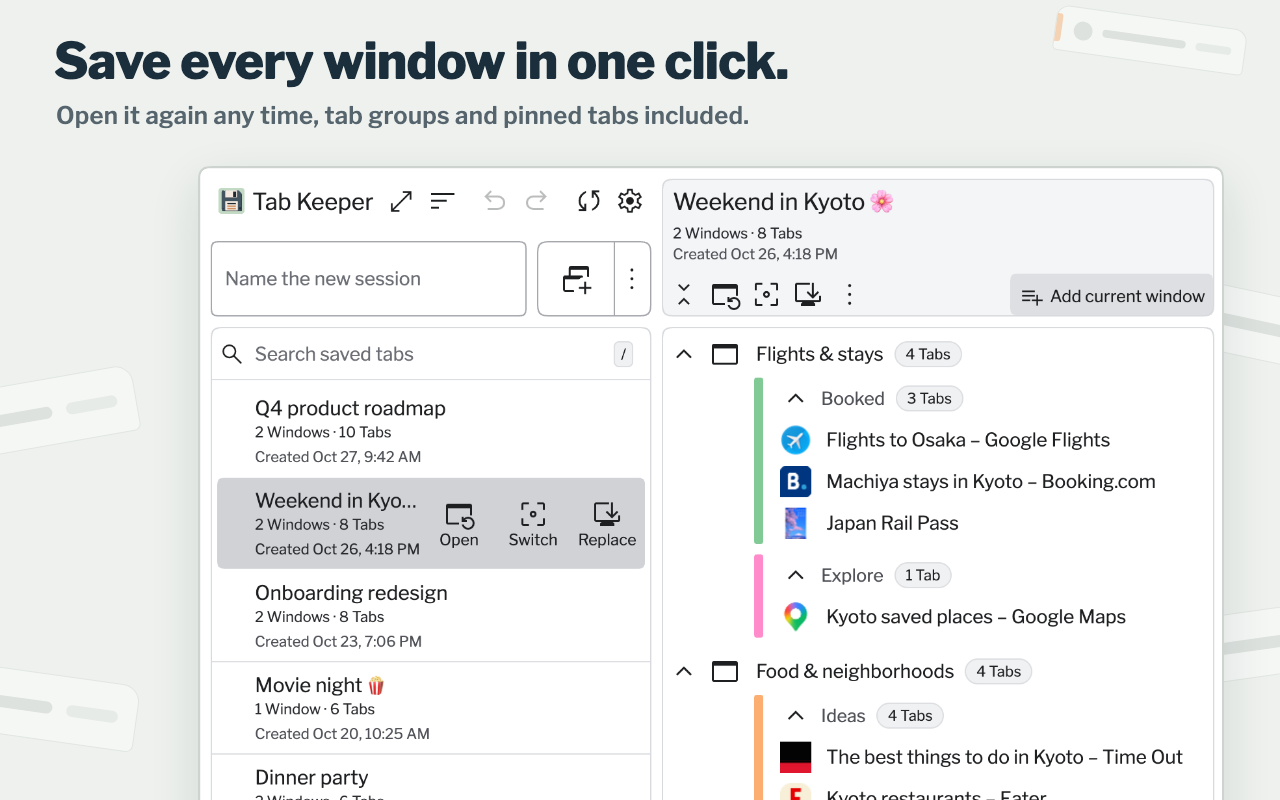 Save every window in one click.
Open it again any time, tab groups and pinned tabs included.
Tab Keeper
Name the new session
Search saved tabs
/
Q4 product roadmap
2 Windows · 10 Tabs
Created Oct 27, 9:42 AM
Weekend in Kyo...
2 Windows · 8 Tabs
Created Oct 26, 4:18 PM
Open
Switch
Replace
Onboarding redesign
2 Windows · 8 Tabs
Created Oct 23, 7:06 PM
Movie night 🍿
1 Window · 6 Tabs
Created Oct 20, 10:25 AM
Dinner party
2 Windows · 6 Tabs
Weekend in Kyoto 🌸
2 Windows · 8 Tabs
Created Oct 26, 4:18 PM
Add current window
Flights & stays 4 Tabs
Booked 3 Tabs
Flights to Osaka – Google Flights
B. Machiya stays in Kyoto – Booking.com
Japan Rail Pass
Explore 1 Tab
Kyoto saved places – Google Maps
Food & neighborhoods 4 Tabs
Ideas 4 Tabs
The best things to do in Kyoto – Time Out
E Kyoto restaurants – Eater